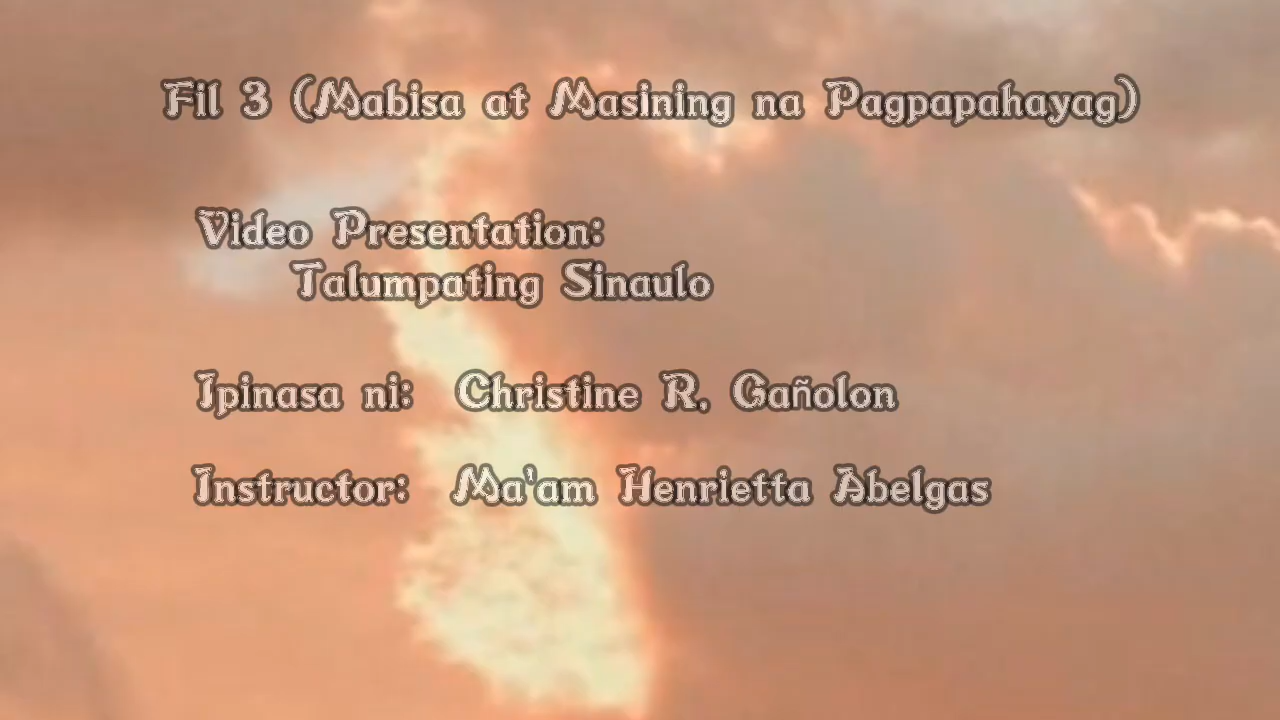 Fil 3 (Mabisa at Masining na Pagpapahayag)
Video Presentation:
Talumpating Sinaulo
Ipinasa ni: Christine R. Gañolon
Instructor: Ma'am Henrietta Abelgas